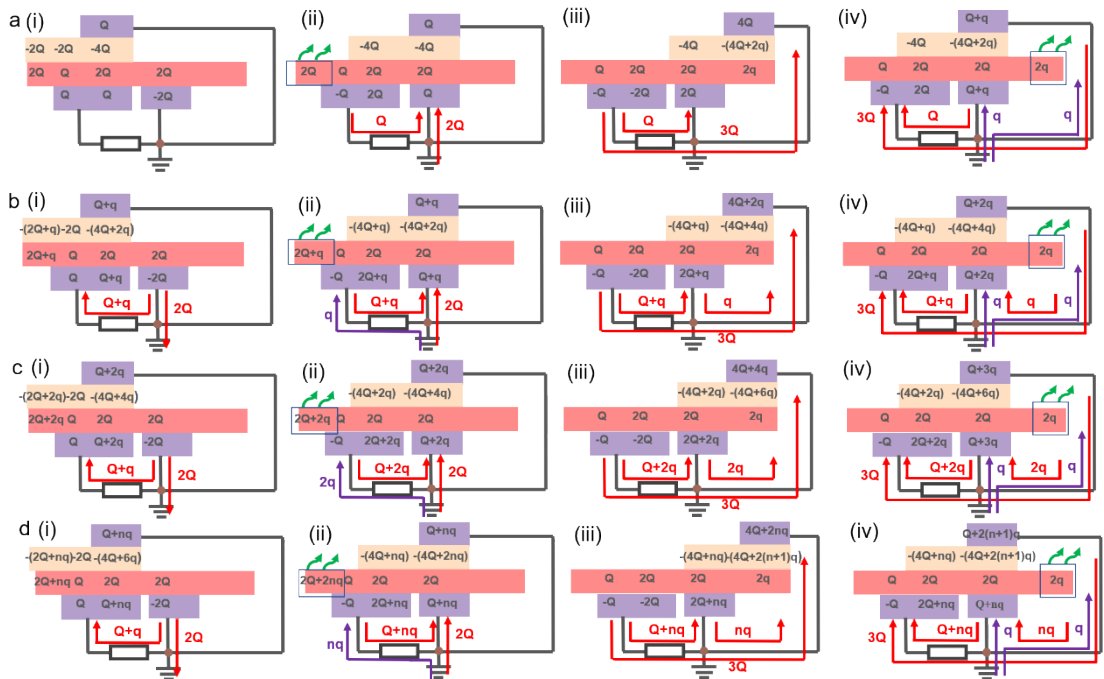 a (i) (ii) (iii) (iv)
Q Q 4Q Q+q
-2Q -2Q -4Q -4Q -4Q -4Q -(4Q+2q) -4Q -(4Q+2q)
2Q Q 2Q 2Q 2Q Q 2Q 2Q Q 2Q 2Q 2q Q 2Q 2Q 2q
Q Q -2Q -Q 2Q Q -Q -2Q 2Q -Q 2Q Q+q
Q 2Q Q 3Q 3Q Q q q
b (i) (ii) (iii) (iv)
Q+q Q+q 4Q+2q Q+2q
-(2Q+q) -2Q -(4Q+2q) -(4Q+q) -(4Q+2q) -(4Q+q) -(4Q+4q) -(4Q+q) -(4Q+4q)
2Q+q Q 2Q 2Q 2Q+q Q 2Q 2Q Q 2Q 2Q 2q Q 2Q 2Q 2q
Q Q+q -2Q -Q 2Q+q Q+q -Q -2Q 2Q+q -Q 2Q+q Q+2q
Q+q 2Q q Q+q 2Q Q+q q 3Q 3Q Q+q q q q
c (i) (ii) (iii) (iv)
Q+2q Q+2q 4Q+4q Q+3q
-(2Q+2q) -2Q -(4Q+4q) -(4Q+2q) -(4Q+4q) -(4Q+2q) -(4Q+6q) -(4Q+2q) -(4Q+6q)
2Q+2q Q 2Q 2Q 2Q+2q Q 2Q 2Q Q 2Q 2Q 2q Q 2Q 2Q 2q
Q Q+2q -2Q -Q 2Q+2q Q+2q -Q -2Q 2Q+2q -Q 2Q+2q Q+3q
Q+q 2Q 2q Q+2q 2Q Q+2q 2q 3Q 3Q Q+2q q 2q q
d (i) (ii) (iii) (iv)
Q+nq Q+nq 4Q+2nq Q+2(n+1)q
-(2Q+nq) -2Q -(4Q+6q) -(4Q+nq) -(4Q+2nq) -(4Q+nq) -(4Q+2(n+1)q) -(4Q+nq) -(4Q+2(n+1)q)
2Q+nq Q 2Q 2Q 2Q+2nq Q 2Q 2Q Q 2Q 2Q 2q Q 2Q 2Q 2q
Q Q+nq -2Q -Q 2Q+nq Q+nq -Q -2Q 2Q+nq -Q 2Q+nq Q+nq
Q+q 2Q nq Q+nq 2Q Q+nq nq 3Q 3Q Q+nq q nq q